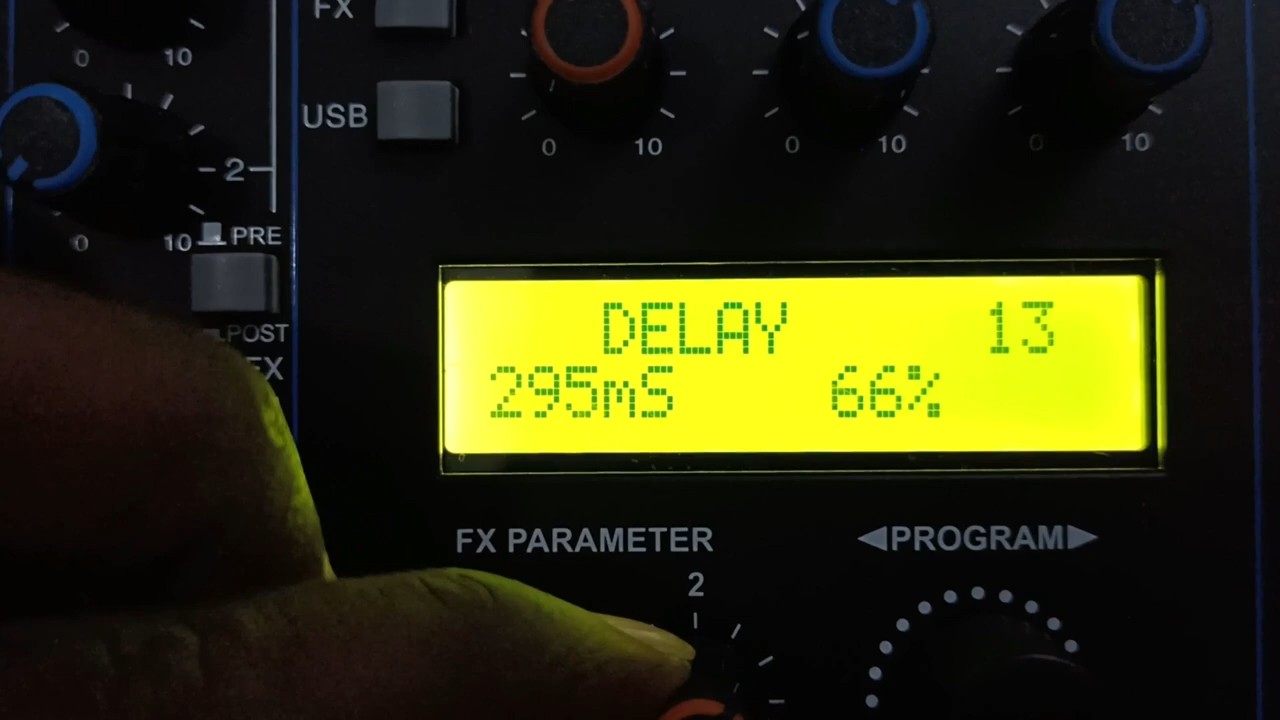 FX
0 10
USB
0 10
0 10
0 10
2
0 10
PRE
POST
FX
DELAY 13
295mS 66%
FX PARAMETER
◀PROGRAM▶
2